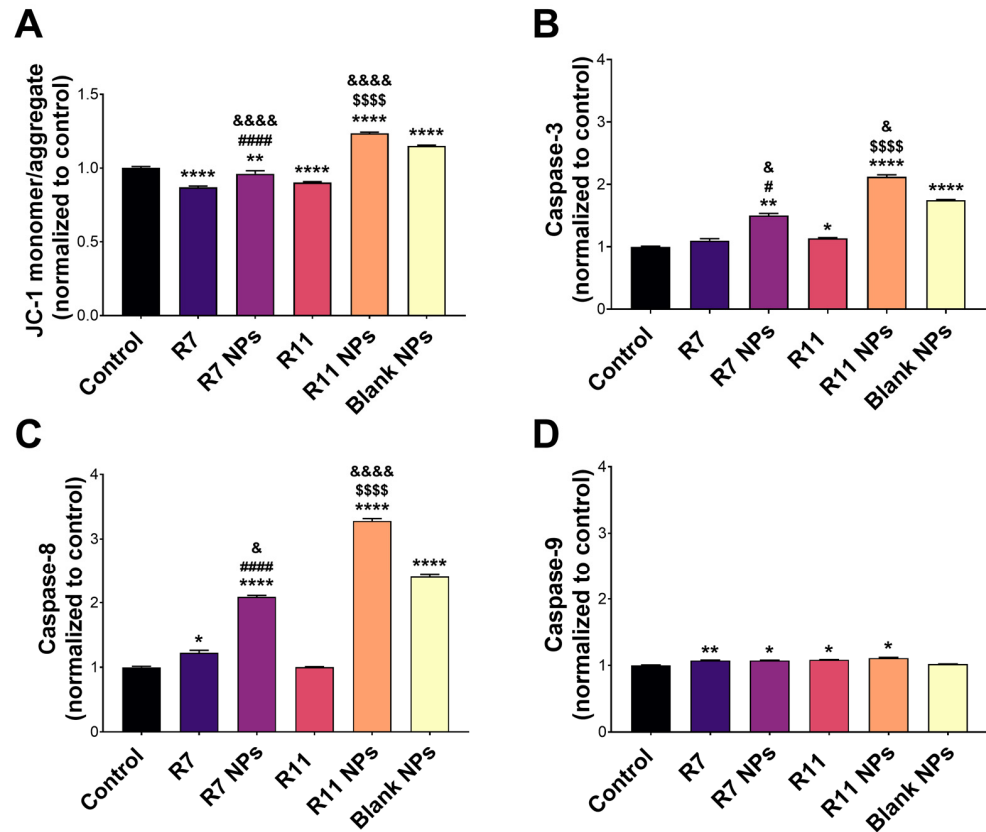 A
JC-1 monomer/aggregate
(normalized to control)
1.5
1.0
0.5
0.0
****
&&&&
####
**
****
&&&&
$$$$
****
****
Control
R7
R7 NPs
R11
R11 NPs
Blank NPs
B
Caspase-3
(normalized to control)
4
3
2
1
0
&
#
**
*
&
$$$$
****
****
Control
R7
R7 NPs
R11
R11 NPs
Blank NPs
C
Caspase-8
(normalized to control)
4
3
2
1
0
*
&
####
****
&&&&
$$$$
****
****
Control
R7
R7 NPs
R11
R11 NPs
Blank NPs
D
Caspase-9
(normalized to control)
4
3
2
1
0
**
*
*
*
Control
R7
R7 NPs
R11
R11 NPs
Blank NPs